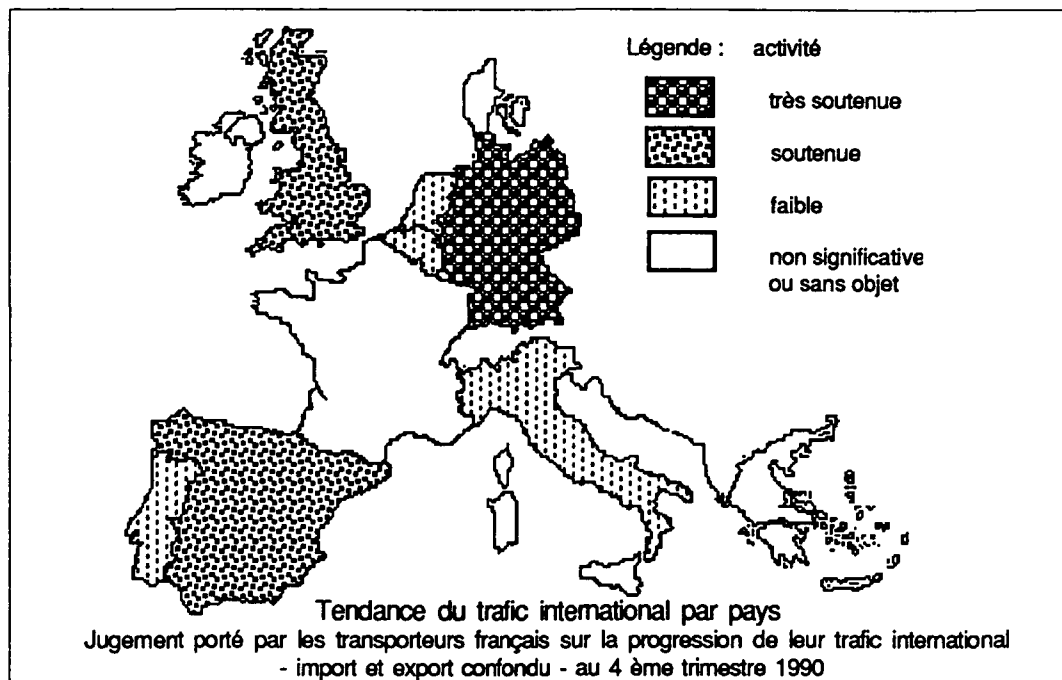 Légende : activité
très soutenue
soutenue
faible
non significative
ou sans objet
Tendance du trafic international par pays
Jugement porté par les transporteurs français sur la progression de leur trafic international
- import et export confondu - au 4 ème trimestre 1990